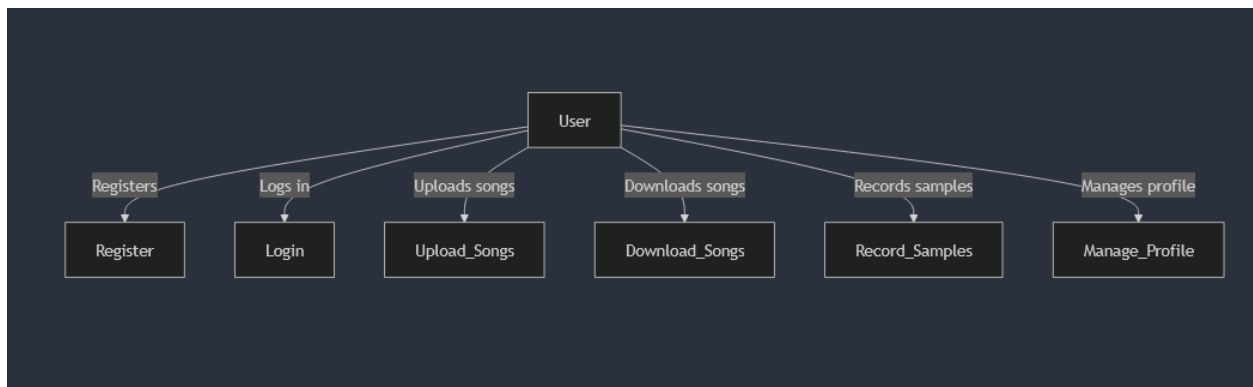 User
Registers
Logs in
Uploads songs
Downloads songs
Records samples
Manages profile
Register
Login
Upload_Songs
Download_Songs
Record_Samples
Manage_Profile